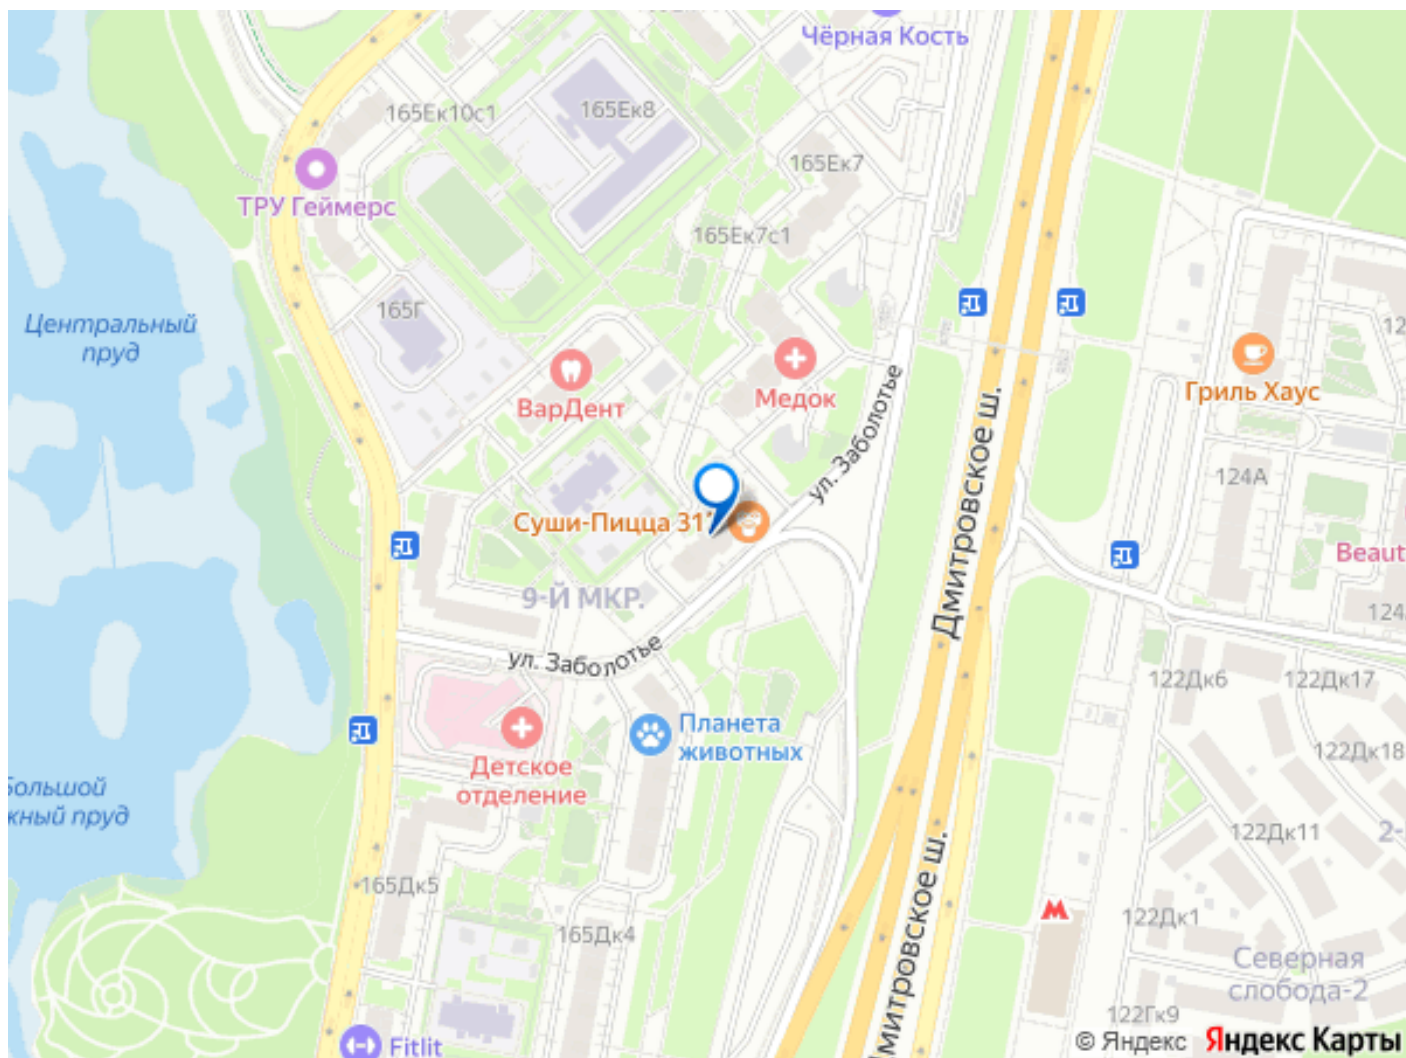 Чёрная Кость
165Ек10с1
165Ек8
165Ек7
ТРУ Геймерс
165Ек7с1
165Г
Центральный
пруд
ВарДент
Медок
ул. Заболотье
Гриль Хаус
124А
Суши-Пицца 31
Дмитровское ш.
Beaut
9-Й МКР.
124
ул. Заболотье
122Дк6
122Дк17
Планета
животных
122Дк18
Детское
отделение
Большой
жный пруд
122Дк11
2-
165Дк5
122Дк1
165Дк4
Дмитровское ш.
Северная
слобода-2
122Гк9
Fitlit
© Яндекс Яндекс Карты